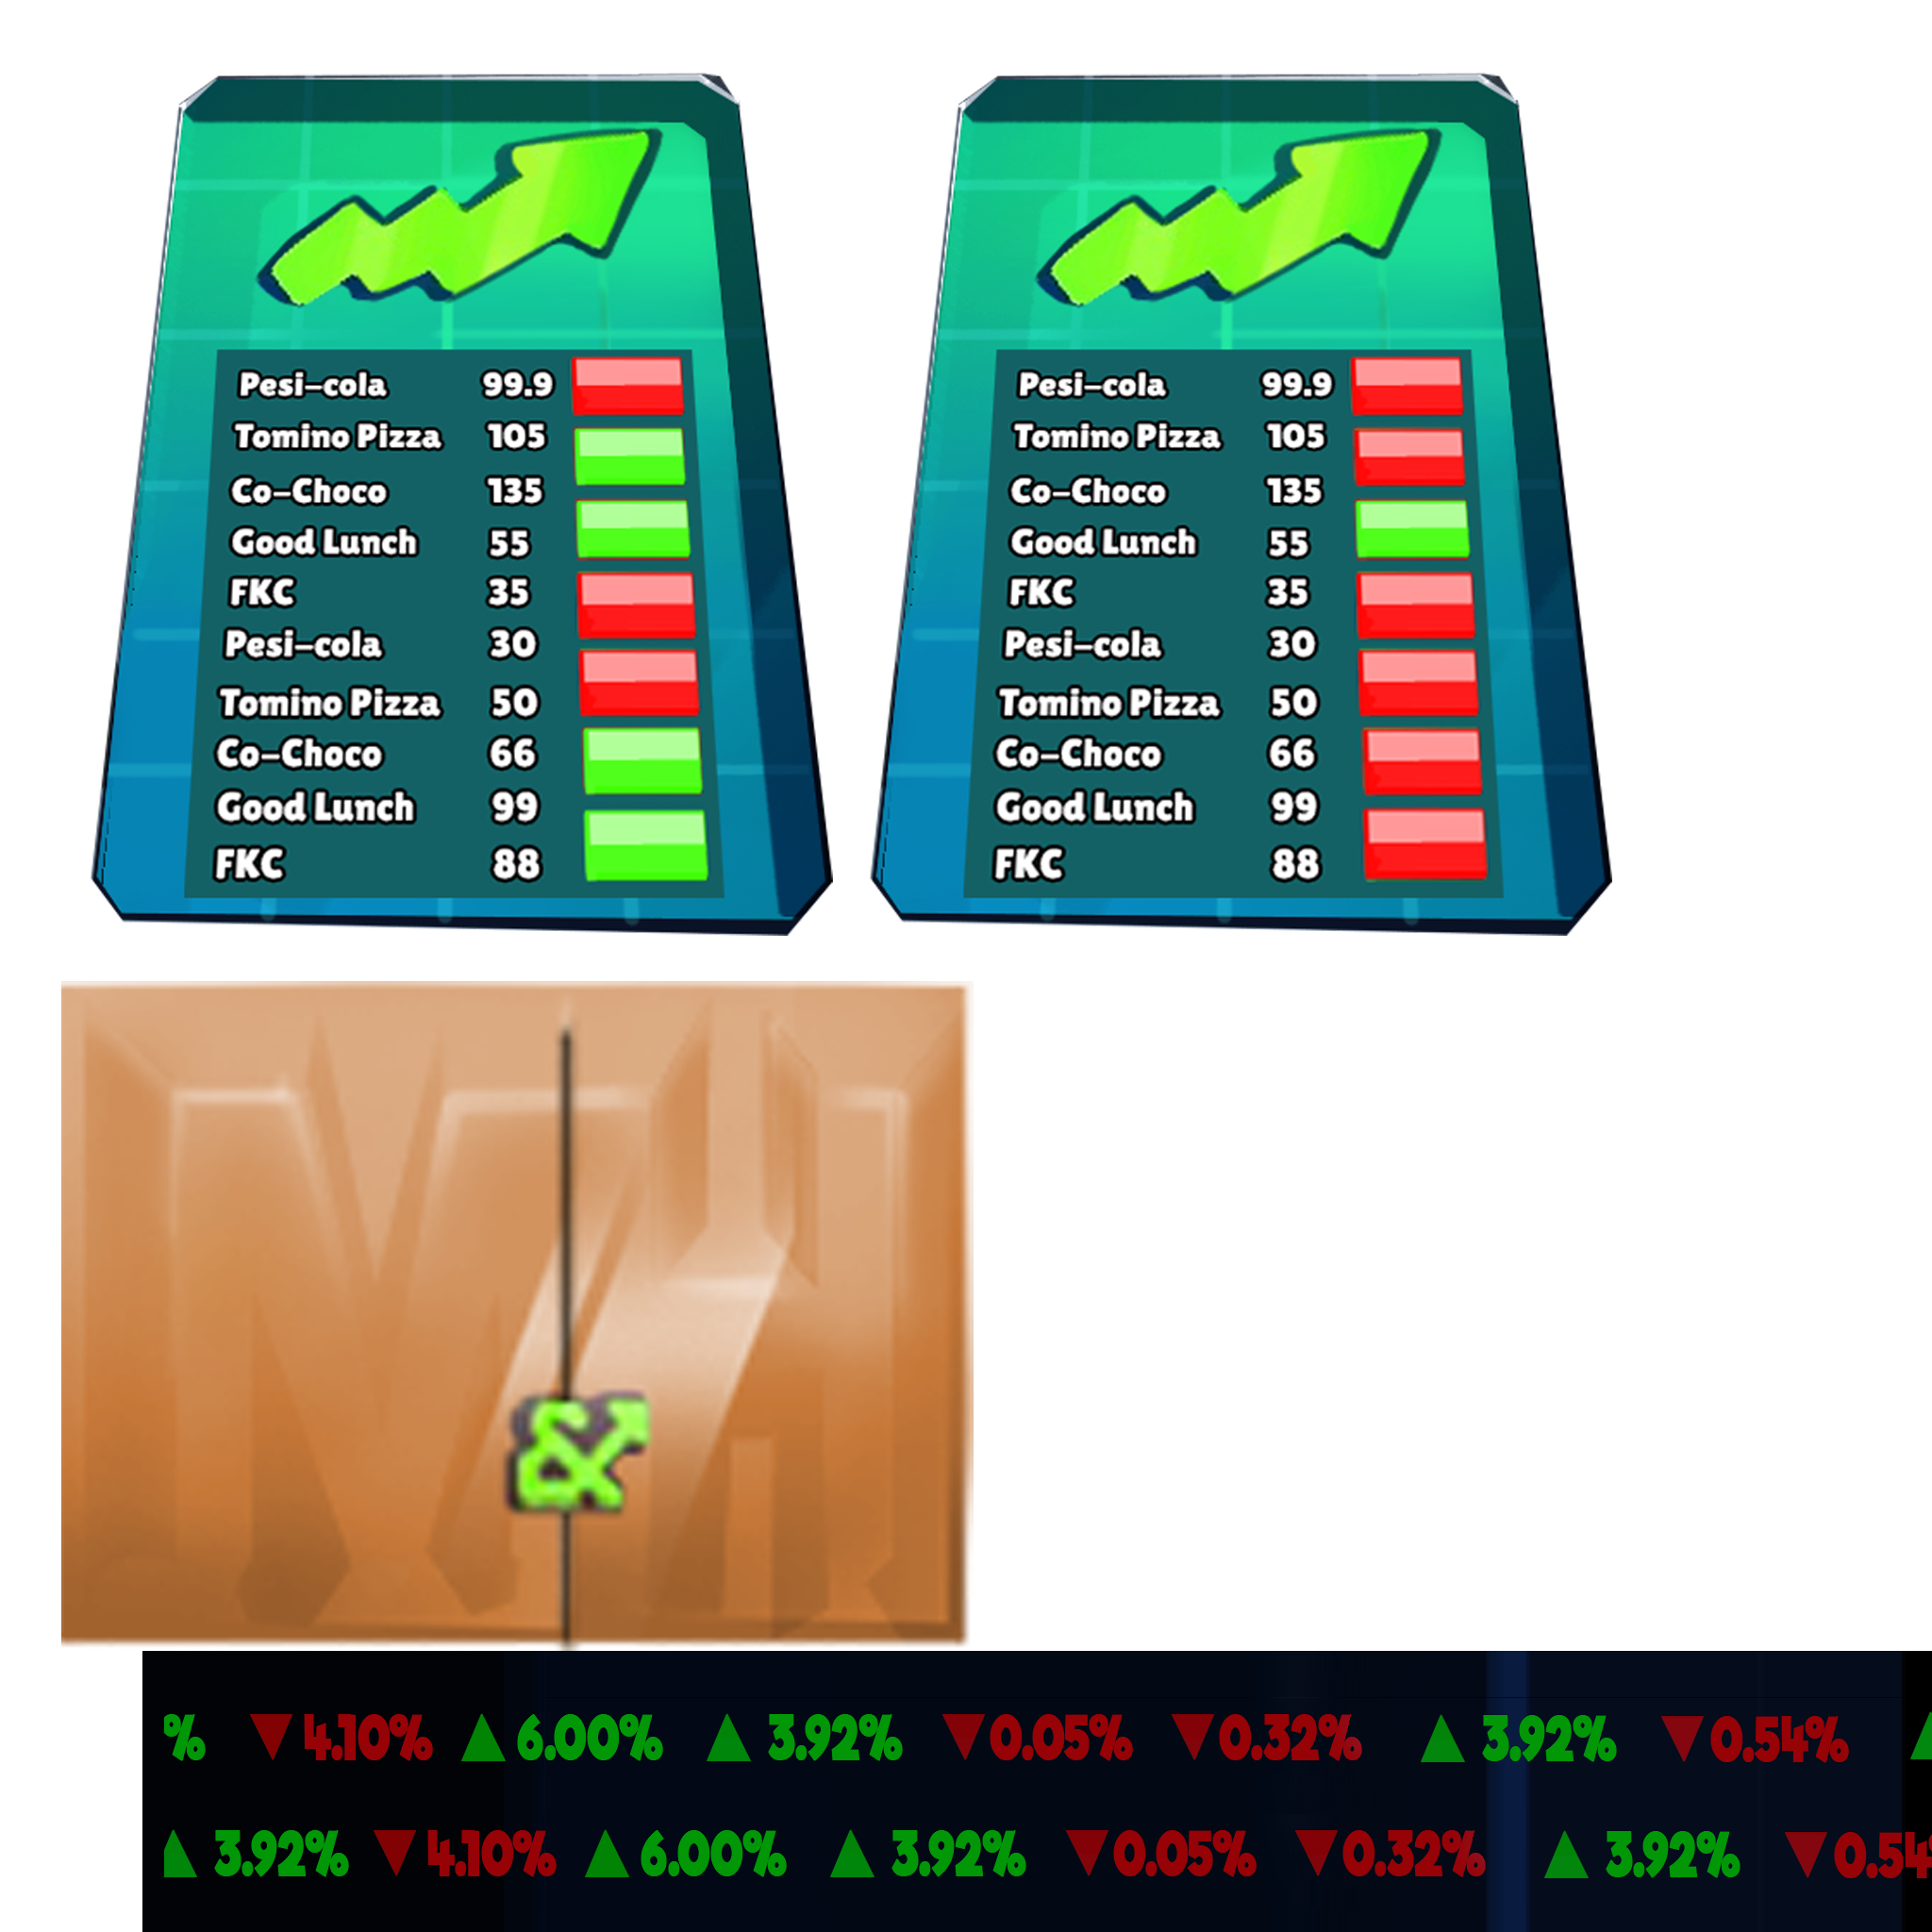 Pesi-cola 99.9
Tomino Pizza 105
Co-Choco 135
Good Lunch 55
FKC 35
Pesi-cola 30
Tomino Pizza 50
Co-Choco 66
Good Lunch 99
FKC 88
Pesi-cola 99.9
Tomino Pizza 105
Co-Choco 135
Good Lunch 55
FKC 35
Pesi-cola 30
Tomino Pizza 50
Co-Choco 66
Good Lunch 99
FKC 88
&
% ▼4.10% ▲6.00% ▲3.92% ▼0.05% ▼0.32% ▲3.92% ▼0.54% ▲
▲3.92% ▼4.10% ▲6.00% ▲3.92% ▼0.05% ▼0.32% ▲3.92% ▼0.54